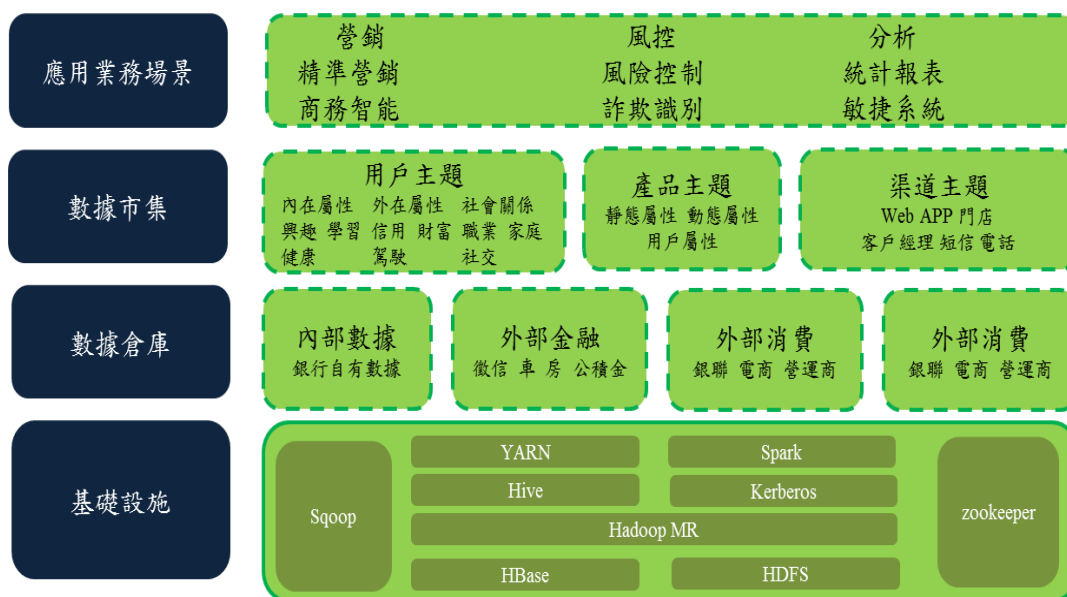 應用業務場景
營銷 風控 分析
精準營銷 風險控制 統計報表
商務智能 詐欺識別 敏捷系統
數據市集
用戶主題
內在屬性 外在屬性 社會關係
興趣 學習 信用 財富 職業 家庭
健康 駕駛 社交
產品主題
靜態屬性 動態屬性
用戶屬性
渠道主題
Web APP 門店
客戶經理 短信 電話
數據倉庫
內部數據
銀行自有數據
外部金融
徵信 車 房 公積金
外部消費
銀聯 電商 營運商
外部消費
銀聯 電商 營運商
基礎設施
Sqoop
YARN
Spark
Hive
Kerberos
Hadoop MR
HBase
HDFS
zookeeper